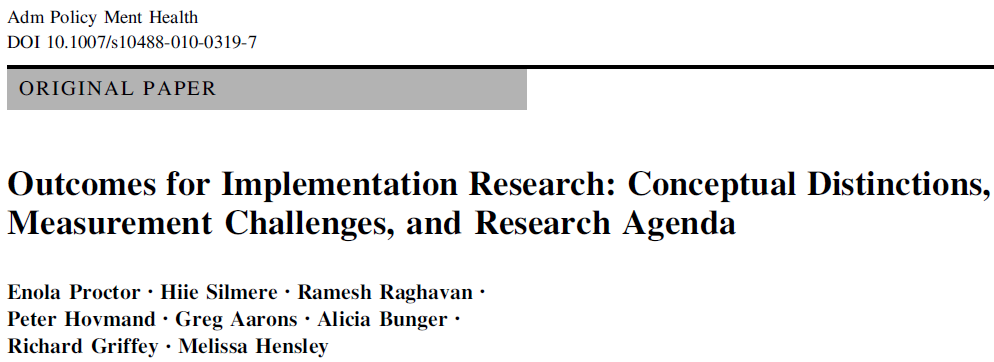 Adm Policy Ment Health
DOI 10.1007/s10488-010-0319-7
ORIGINAL PAPER
Outcomes for Implementation Research: Conceptual Distinctions,
Measurement Challenges, and Research Agenda
Enola Proctor · Hiie Silmere · Ramesh Raghavan ·
Peter Hovmand · Greg Aarons · Alicia Bunger ·
Richard Griffey · Melissa Hensley